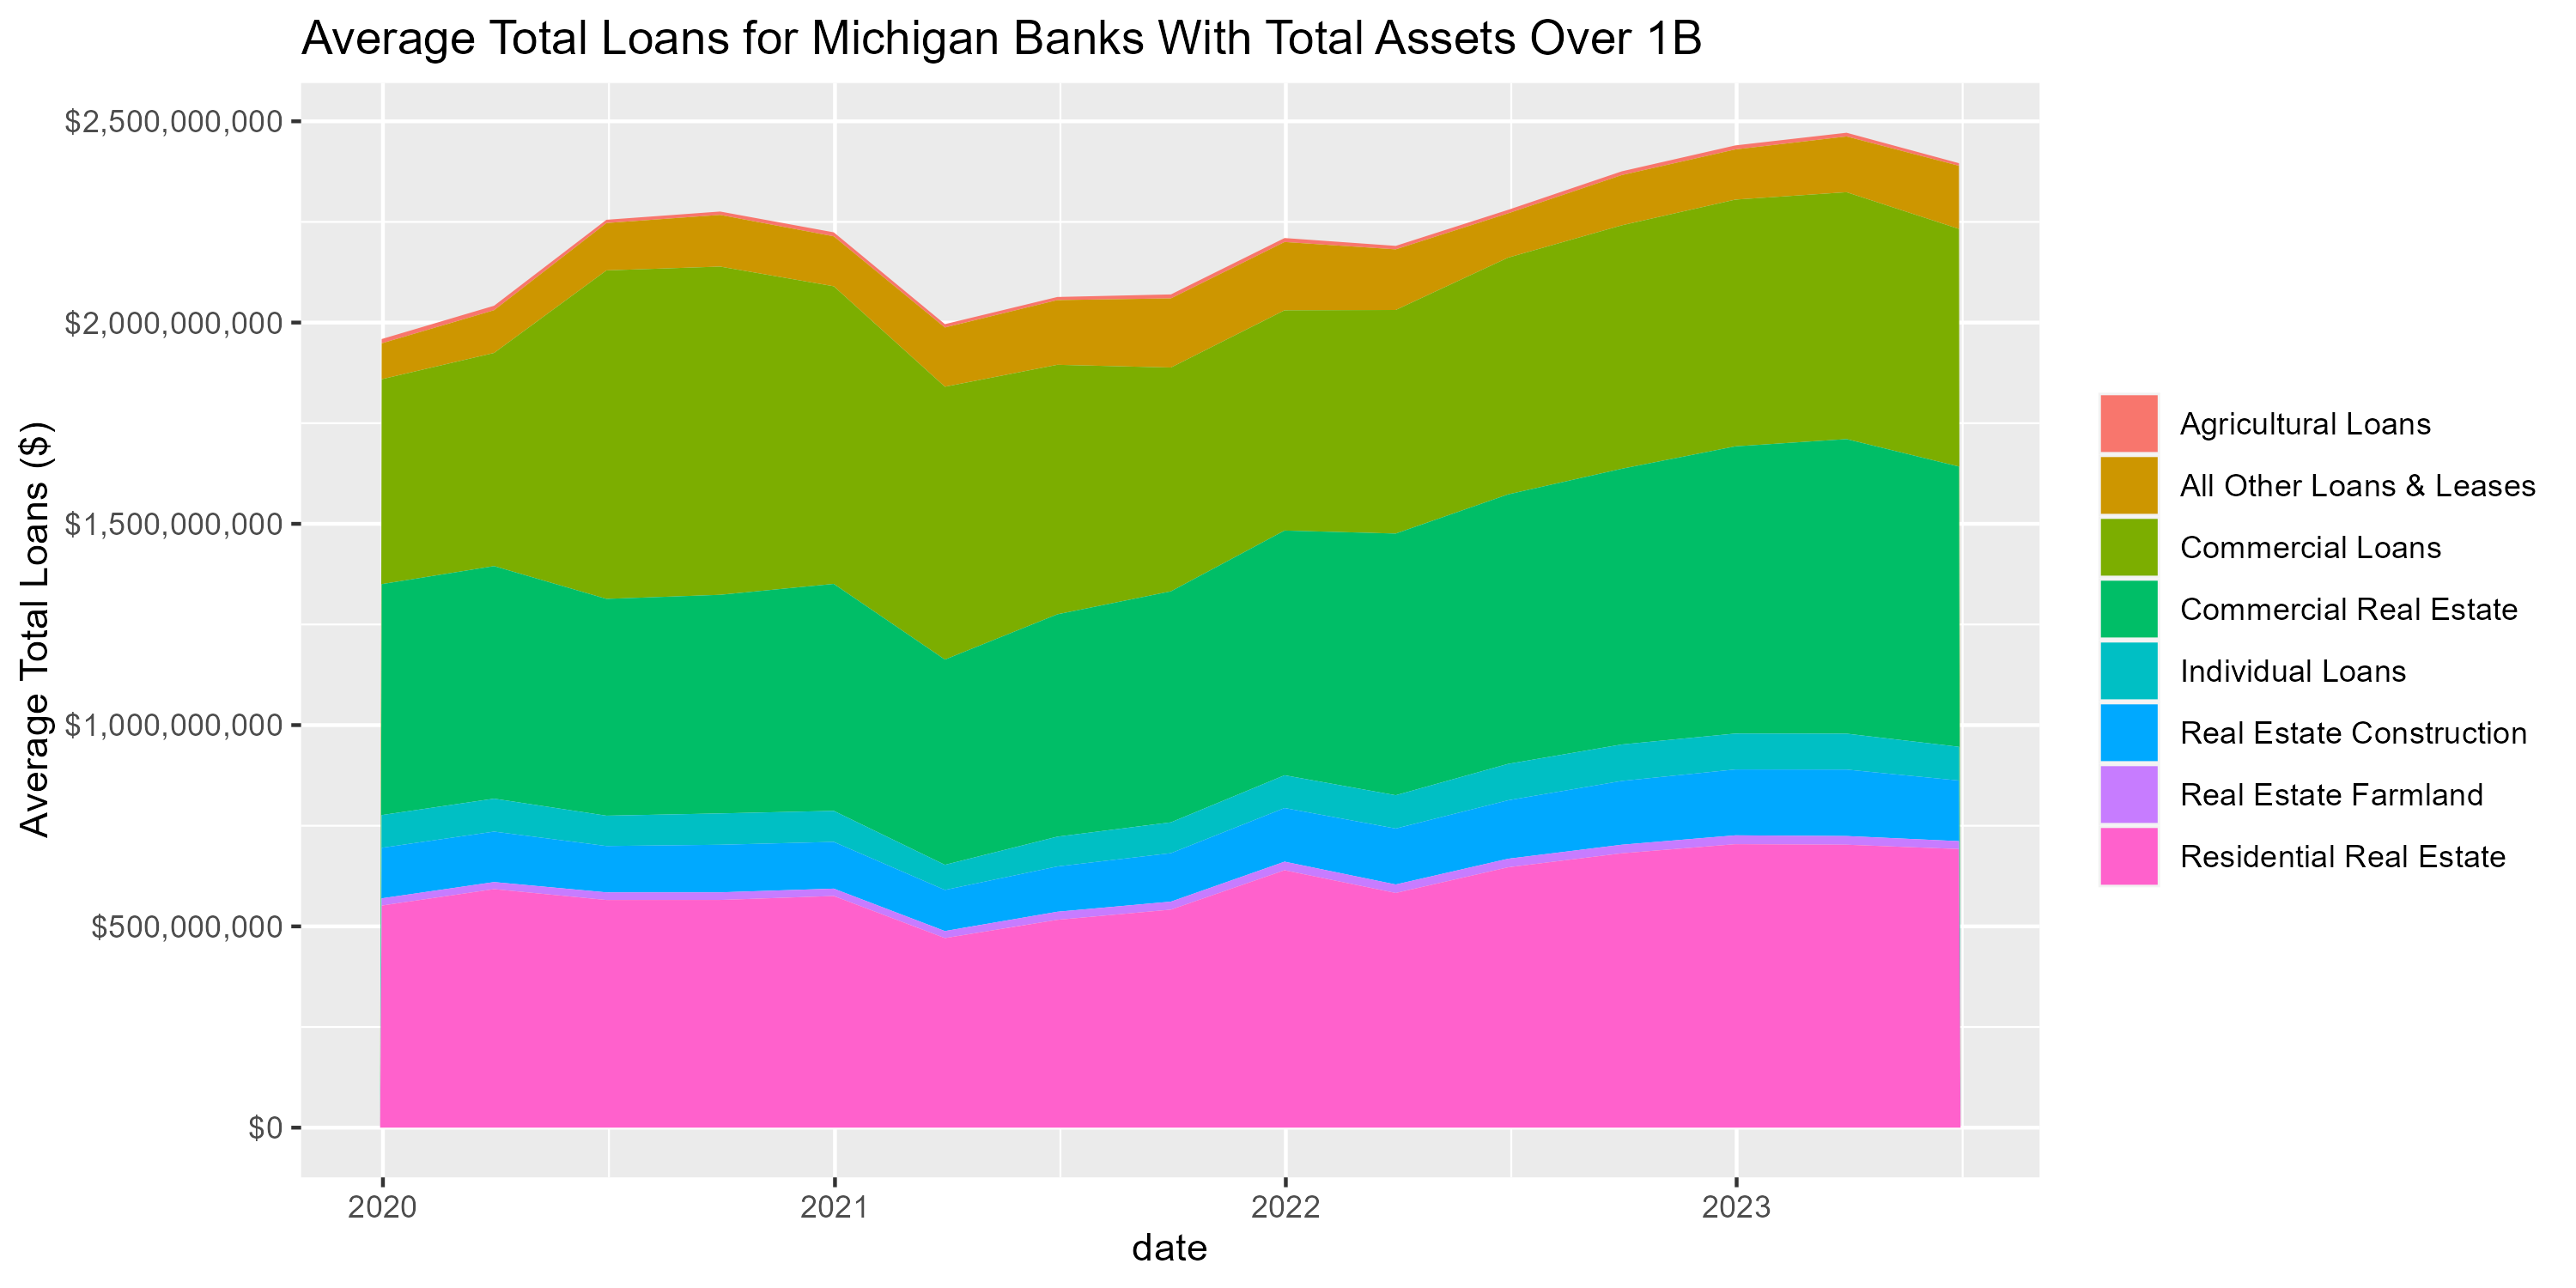 Average Total Loans for Michigan Banks With Total Assets Over 1B
Average Total Loans ($)
$2,500,000,000
$2,000,000,000
$1,500,000,000
$1,000,000,000
$500,000,000
$0
2020
2021
2022
2023
date
Agricultural Loans
All Other Loans & Leases
Commercial Loans
Commercial Real Estate
Individual Loans
Real Estate Construction
Real Estate Farmland
Residential Real Estate